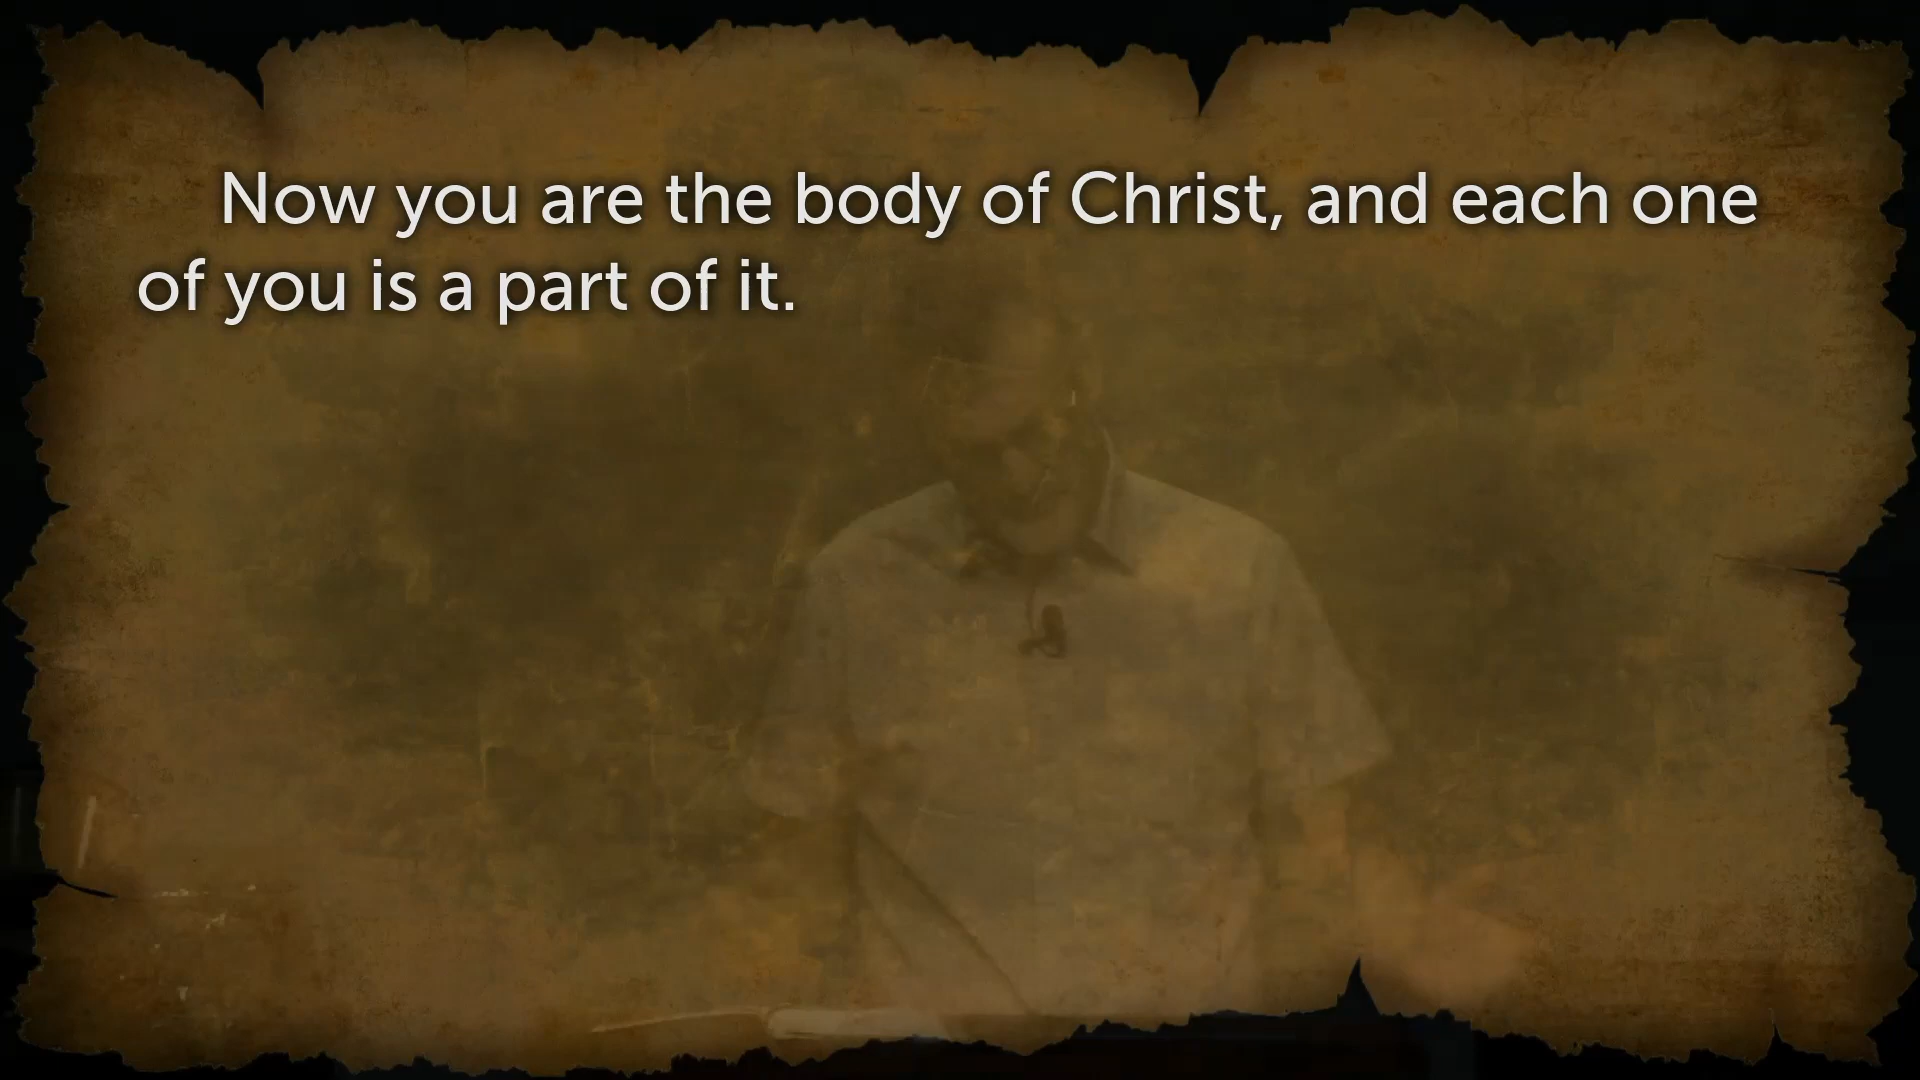 Now you are the body of Christ, and each one
of you is a part of it.